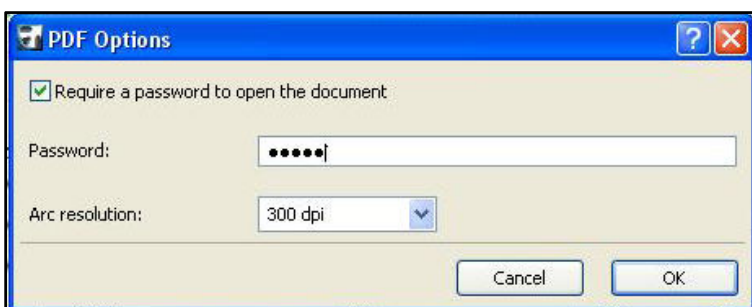 PDF Options
Require a password to open the document
Password: •••••
Arc resolution: 300 dpi
Cancel OK